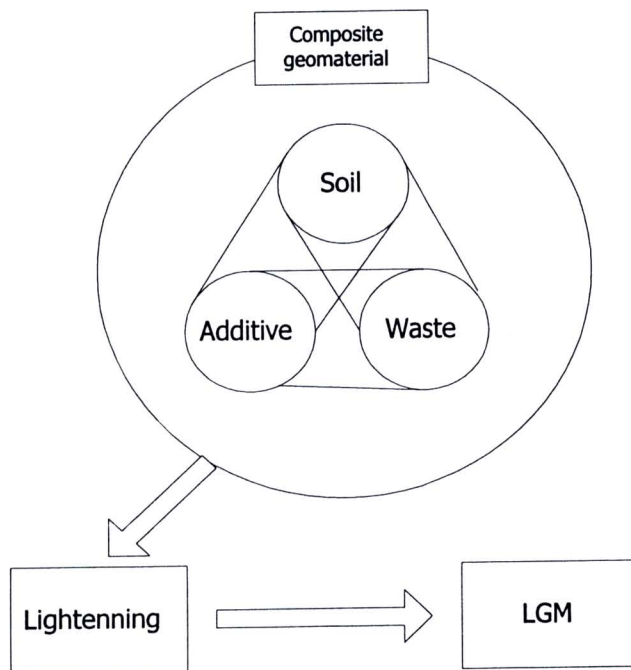 Composite
geomaterial
Soil
Additive
Waste
Lightenning
LGM